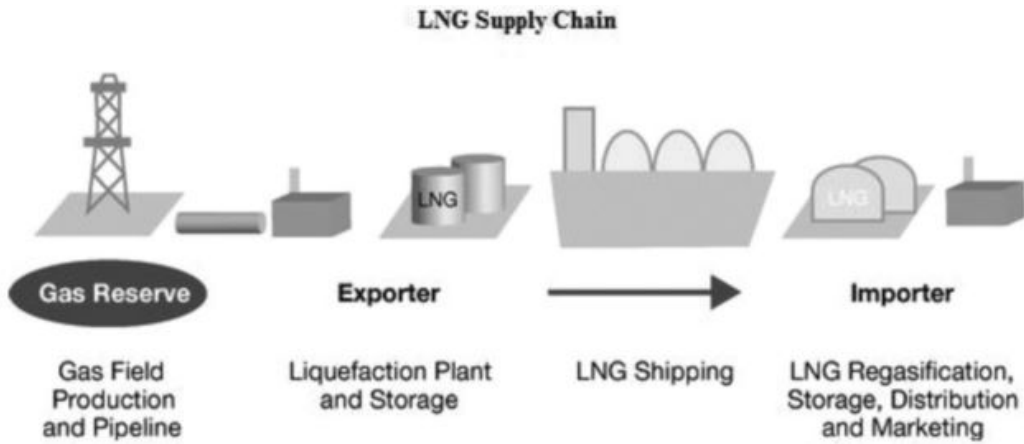 LNG Supply Chain
LNG
LNG
Gas Reserve
Exporter
Importer
Gas Field
Production
and Pipeline
Liquefaction Plant
and Storage
LNG Shipping
LNG Regasification,
Storage, Distribution
and Marketing